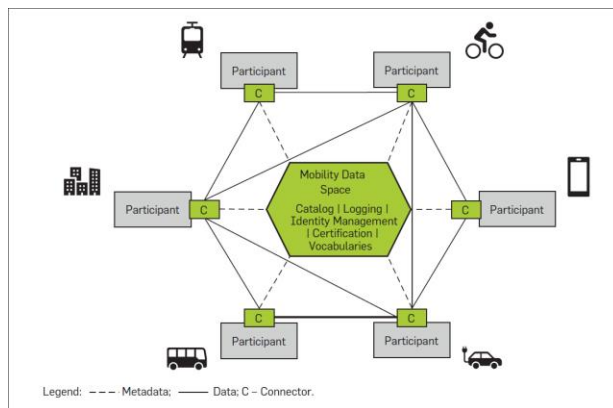 Participant
Participant
C
C
Mobility Data
Space
Catalog | Logging |
Identity Management
| Certification |
Vocabularies
Participant
C
C
Participant
C
C
Participant
Participant
Legend: Metadata; Data; C – Connector.